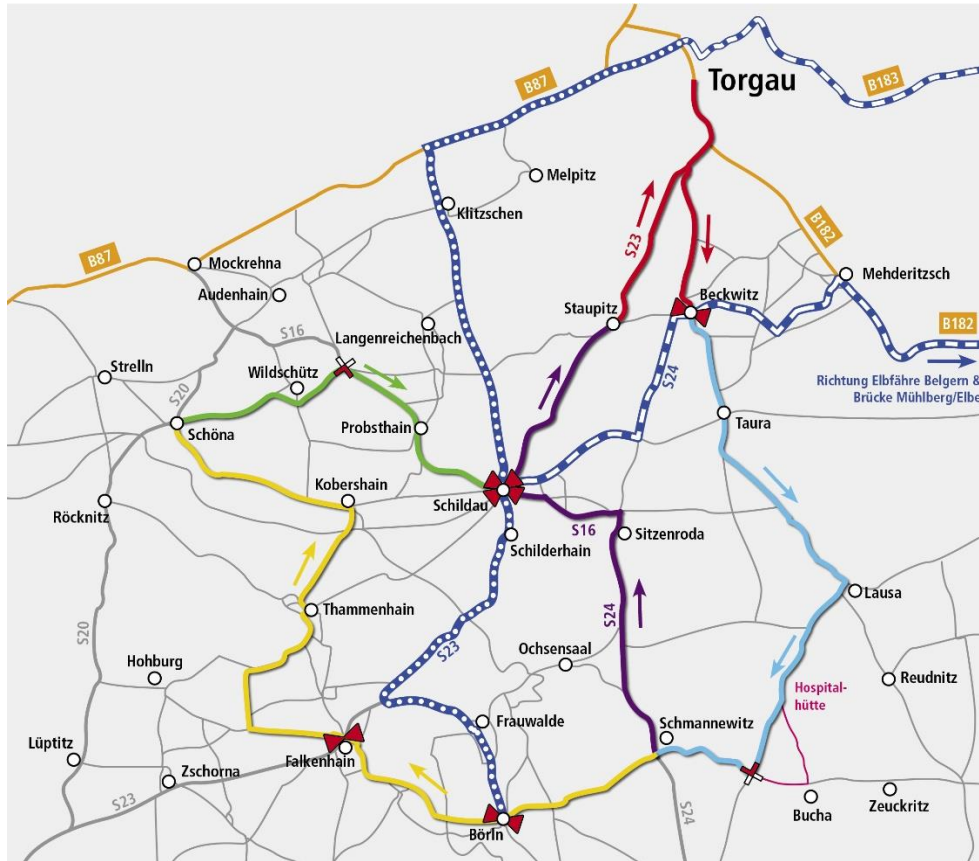 B87
B183
Torgau
Melpitz
Klitzschen
B182
B87
Mockrehna
S23
Mehderitzsch
Audenhain
Beckwitz
Staupitz
S16
Langenreichenbach
B182
Strelln
Wildschütz
S24
Richtung Elbfähre Belgern &
Brücke Mühlberg/Elbe
S20
Probsthain
Taura
Schöna
Kobershain
Schildau
Röcknitz
S16
Sitzenroda
Schilderhain
Lausa
Thammenhain
S24
S20
S23
Ochsensaal
Hohburg
Reudnitz
Hospital-
hütte
Frauwalde
Schmannewitz
Lüptitz
Falkenhain
Zschorna
S23
Bucha
Zeuckritz
S24
Börln